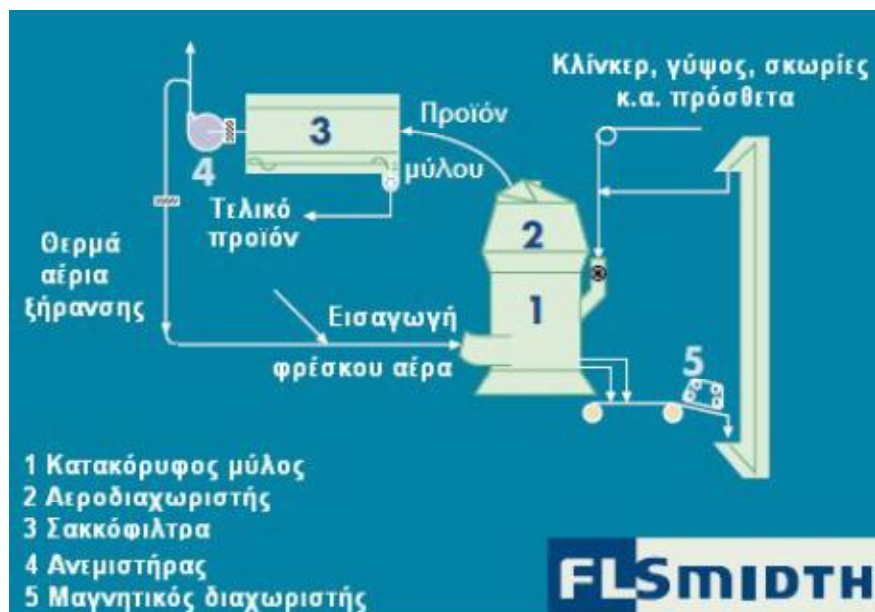 Κλίνκερ, γύψος, σκωρίες
κ.α. πρόσθετα
3
Προϊόν
μύλου
4
Τελικό
προϊόν
2
Θερμά
αέρια
ξήρανσης
Εισαγωγή
φρέσκου αέρα
1
5
1 Κατακόρυφος μύλος
2 Αεροδιαχωριστής
3 Σακκόφιλτρα
4 Ανεμιστήρας
5 Μαγνητικός διαχωριστής
FLSMIDTH